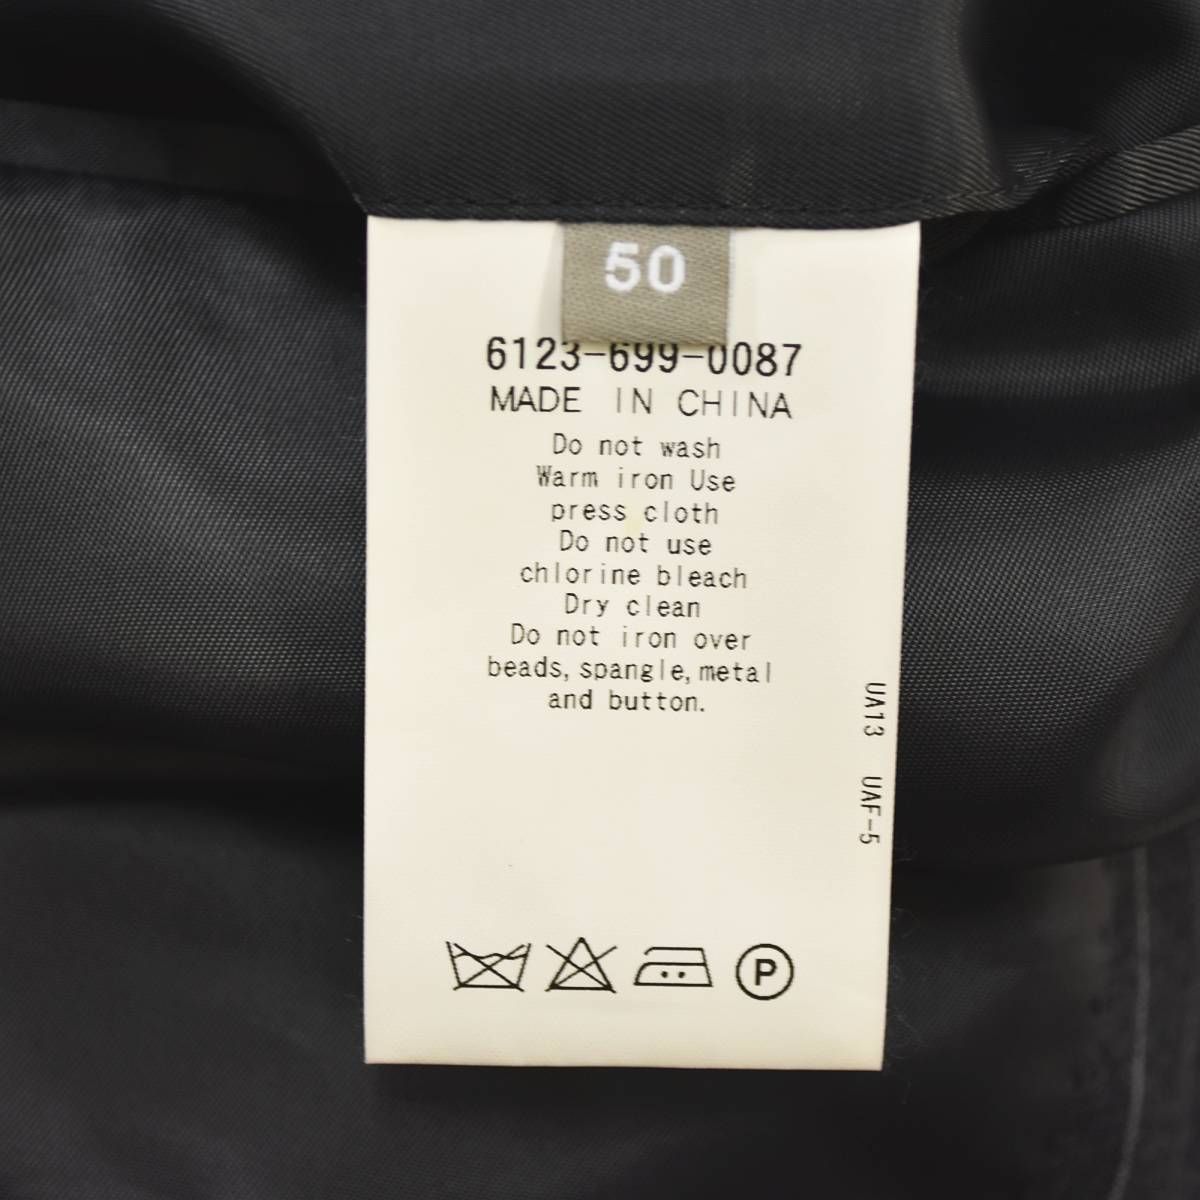 50
6123-699-0087
MADE IN CHINA
Do not wash
Warm iron Use
press cloth
Do not use
chlorine bleach
Dry clean
Do not iron over
beads, spangle, metal
and button.
UA13 UAF-5
P